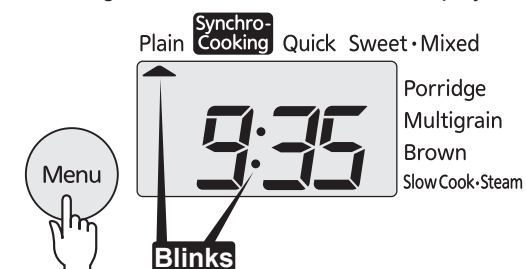 Synchro-
Plain Cooking Quick Sweet・Mixed
Porridge
9:35
Multigrain
Brown
Menu
Slow Cook・Steam
Blinks